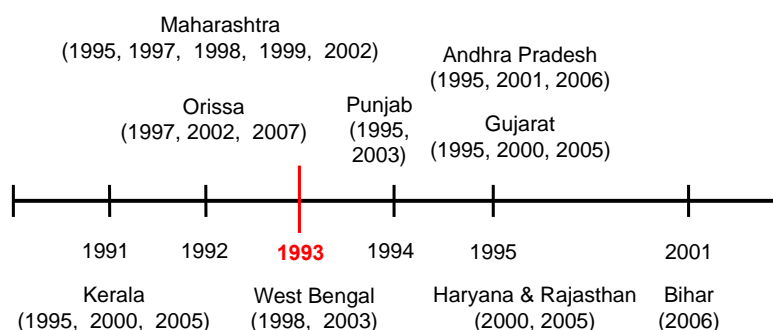 Maharashtra
(1995, 1997, 1998, 1999, 2002)
Andhra Pradesh
(1995, 2001, 2006)
Orissa
(1997, 2002, 2007)
Punjab
(1995,
2003)
Gujarat
(1995, 2000, 2005)
1991 1992 1993 1994 1995 2001
Kerala
(1995, 2000, 2005)
West Bengal
(1998, 2003)
Haryana & Rajasthan
(2000, 2005)
Bihar
(2006)